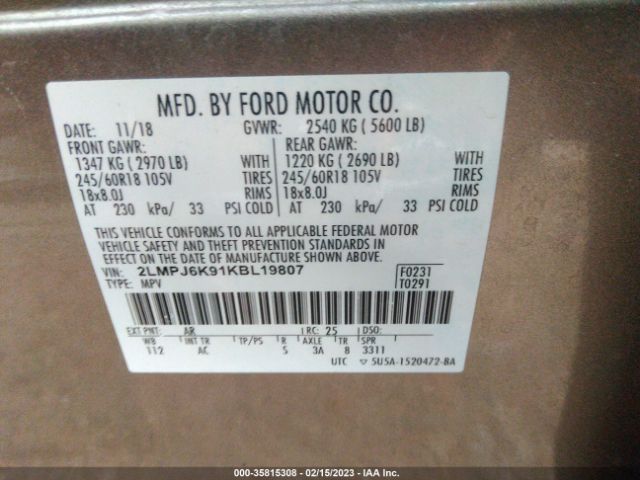 MFD. BY FORD MOTOR CO.
DATE: 11/18 GVWR: 2540 KG ( 5600 LB)
FRONT GAWR: REAR GAWR:
1347 KG ( 2970 LB) WITH 1220 KG ( 2690 LB) WITH
245/60R18 105V TIRES 245/60R18 105V TIRES
18x8.0J RIMS 18x8.0J RIMS
AT 230 kPa/ 33 PSI COLD AT 230 kPa/ 33 PSI COLD
THIS VEHICLE CONFORMS TO ALL APPLICABLE FEDERAL MOTOR
VEHICLE SAFETY AND THEFT PREVENTION STANDARDS IN
EFFECT ON THE DATE OF MANUFACTURE SHOWN ABOVE.
VIN: 2LMPJ6K91KBL19807 F0231
TYPE: MPV T0291
EXT PNT: AR RC: 25 DSO:
WB INT TR TP/PS R AXLE TR SPR
112 AC 5 3A 8 3311
UTC ▽ 5U5A-1520472-BA
000-35815308 - 02/15/2023 - IAA Inc.